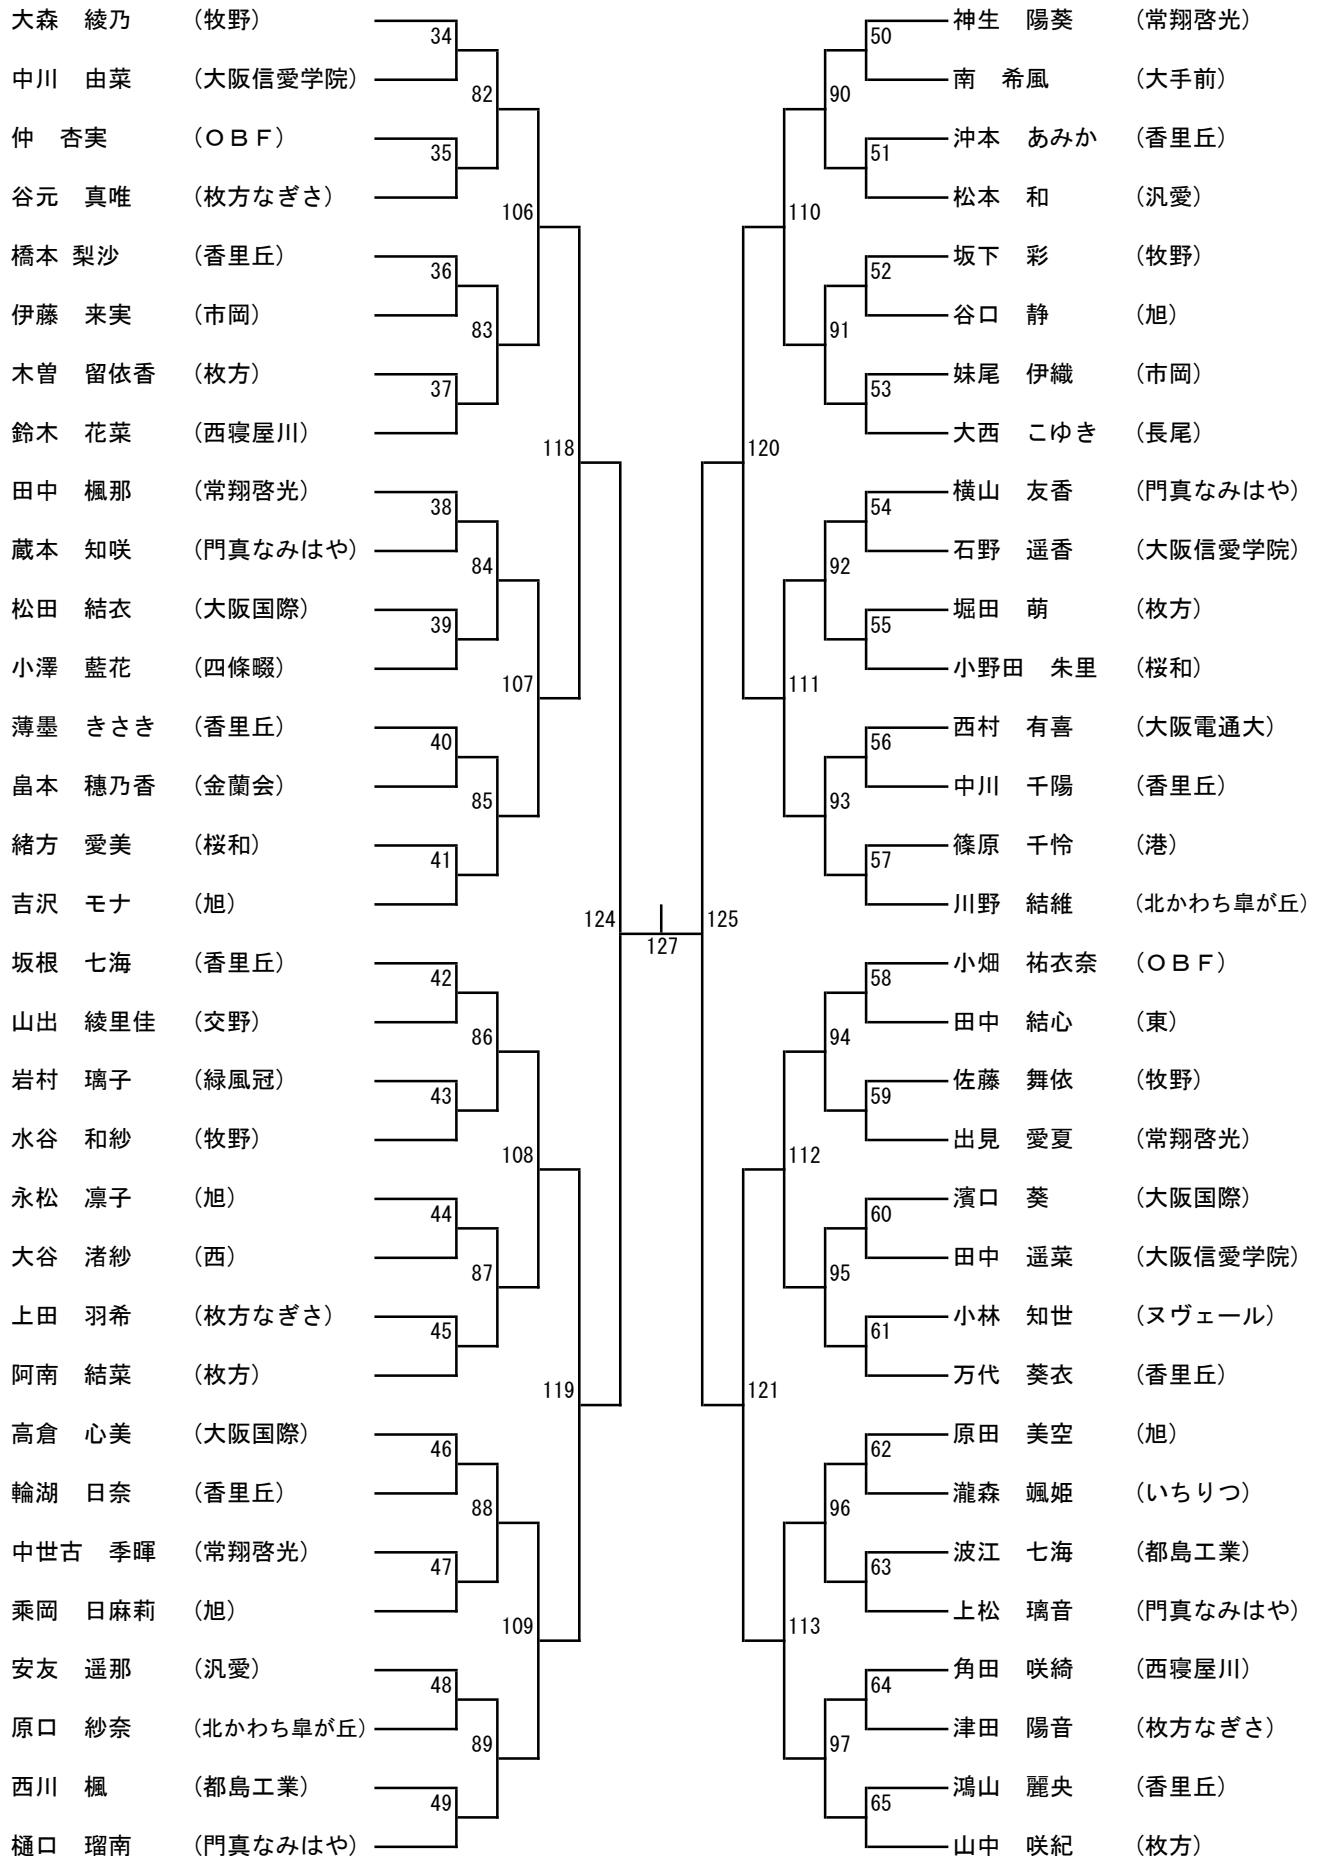 大森　綾乃　(牧野)
34
中川　由菜　(大阪信愛学院)
82
仲　杏実　(ＯＢＦ)
35
谷元　真唯　(枚方なぎさ)
106
橋本 梨沙　(香里丘)
36
伊藤　来実　(市岡)
83
木曽　留依香　(枚方)
37
鈴木　花菜　(西寝屋川)
118
田中　楓那　(常翔啓光)
38
蔵本　知咲　(門真なみはや)
84
松田　結衣　(大阪国際)
39
小澤　藍花　(四條畷)
107
薄墨　きさき　(香里丘)
40
畠本　穂乃香　(金蘭会)
85
緒方　愛美　(桜和)
41
吉沢　モナ　(旭)
124
坂根　七海　(香里丘)
42
山出　綾里佳　(交野)
86
岩村　璃子　(緑風冠)
43
水谷　和紗　(牧野)
108
永松　凛子　(旭)
44
大谷　渚紗　(西)
87
上田　羽希　(枚方なぎさ)
45
阿南　結菜　(枚方)
119
高倉　心美　(大阪国際)
46
輪湖　日奈　(香里丘)
88
中世古　季暉　(常翔啓光)
47
乘岡　日麻莉　(旭)
109
安友　遥那　(汎愛)
48
原口　紗奈　(北かわち皐が丘)
89
西川　楓　(都島工業)
49
樋口　瑠南　(門真なみはや)
127
神生　陽葵　(常翔啓光)
50
南　希風　(大手前)
90
沖本　あみか　(香里丘)
51
松本　和　(汎愛)
110
坂下　彩　(牧野)
52
谷口　静　(旭)
91
妹尾　伊織　(市岡)
53
大西　こゆき　(長尾)
120
横山　友香　(門真なみはや)
54
石野　遥香　(大阪信愛学院)
92
堀田　萌　(枚方)
55
小野田　朱里　(桜和)
111
西村　有喜　(大阪電通大)
56
中川　千陽　(香里丘)
93
篠原　千怜　(港)
57
川野　結維　(北かわち皐が丘)
125
小畑　祐衣奈　(ＯＢＦ)
58
田中　結心　(東)
94
佐藤　舞依　(牧野)
59
出見　愛夏　(常翔啓光)
112
濱口　葵　(大阪国際)
60
田中　遥菜　(大阪信愛学院)
95
小林　知世　(ヌヴェール)
61
万代　葵衣　(香里丘)
121
原田　美空　(旭)
62
瀧森　颯姫　(いちりつ)
96
波江　七海　(都島工業)
63
上松　璃音　(門真なみはや)
113
角田　咲綺　(西寝屋川)
64
津田　陽音　(枚方なぎさ)
97
鴻山　麗央　(香里丘)
65
山中　咲紀　(枚方)